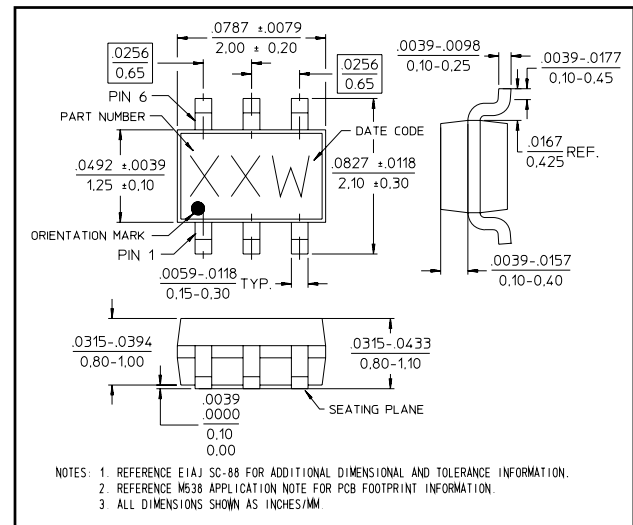 .0787 ±.0079
2,00 ± 0,20
.0256
0,65
.0256
0,65
.0039-.0098
0,10-0,25
.0039-.0177
0,10-0,45
PIN 6
PART NUMBER
DATE CODE
.0492 ±.0039
1,25 ±0,10
XXW
.0827 ±.0118
2,10 ±0,30
.0167
0,425 REF.
ORIENTATION MARK
PIN 1
.0059-.0118
0,15-0,30 TYP.
.0039-.0157
0,10-0,40
.0315-.0394
0,80-1,00
.0315-.0433
0,80-1,10
.0039
.0000
0,10
0,00
SEATING PLANE
NOTES: 1. REFERENCE EIAJ SC-88 FOR ADDITIONAL DIMENSIONAL AND TOLERANCE INFORMATION.
2. REFERENCE M538 APPLICATION NOTE FOR PCB FOOTPRINT INFORMATION.
3. ALL DIMENSIONS SHOWN AS INCHES/MM.